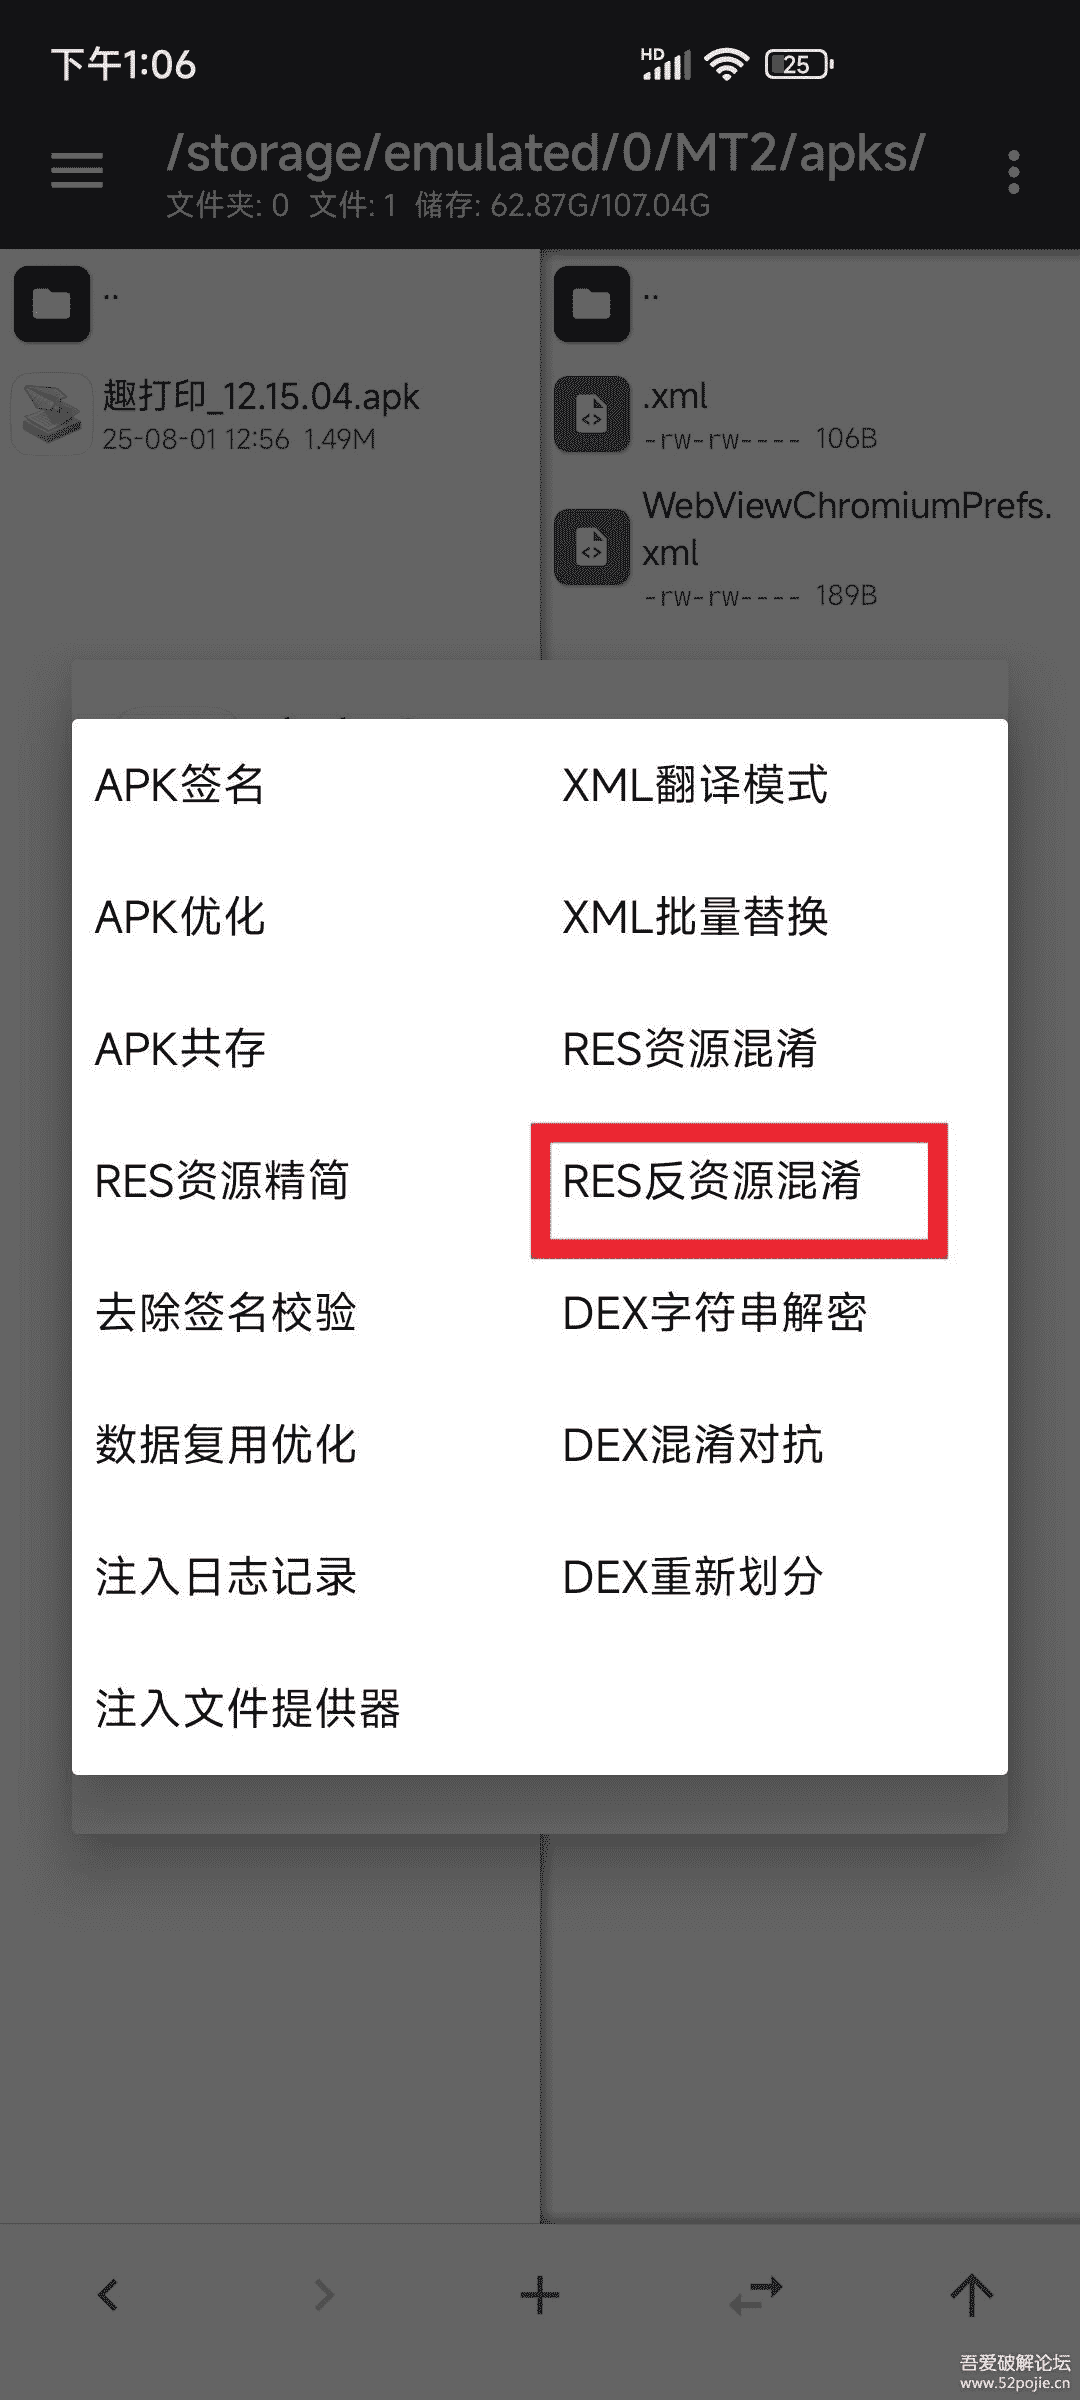 下午1:06
HD
25
/storage/emulated/0/MT2/apks/
文件夹: 0 文件: 1 储存: 62.87G/107.04G
..
趣打印_12.15.04.apk
25-08-01 12:56 1.49M
..
.xml
-rw-rw---- 106B
WebViewChromiumPrefs.
xml
-rw-rw---- 189B
APK签名
XML翻译模式
APK优化
XML批量替换
APK共存
RES资源混淆
RES资源精简
RES反资源混淆
去除签名校验
DEX字符串解密
数据复用优化
DEX混淆对抗
注入日志记录
DEX重新划分
注入文件提供器
吾爱破解论坛
www.52pojie.cn